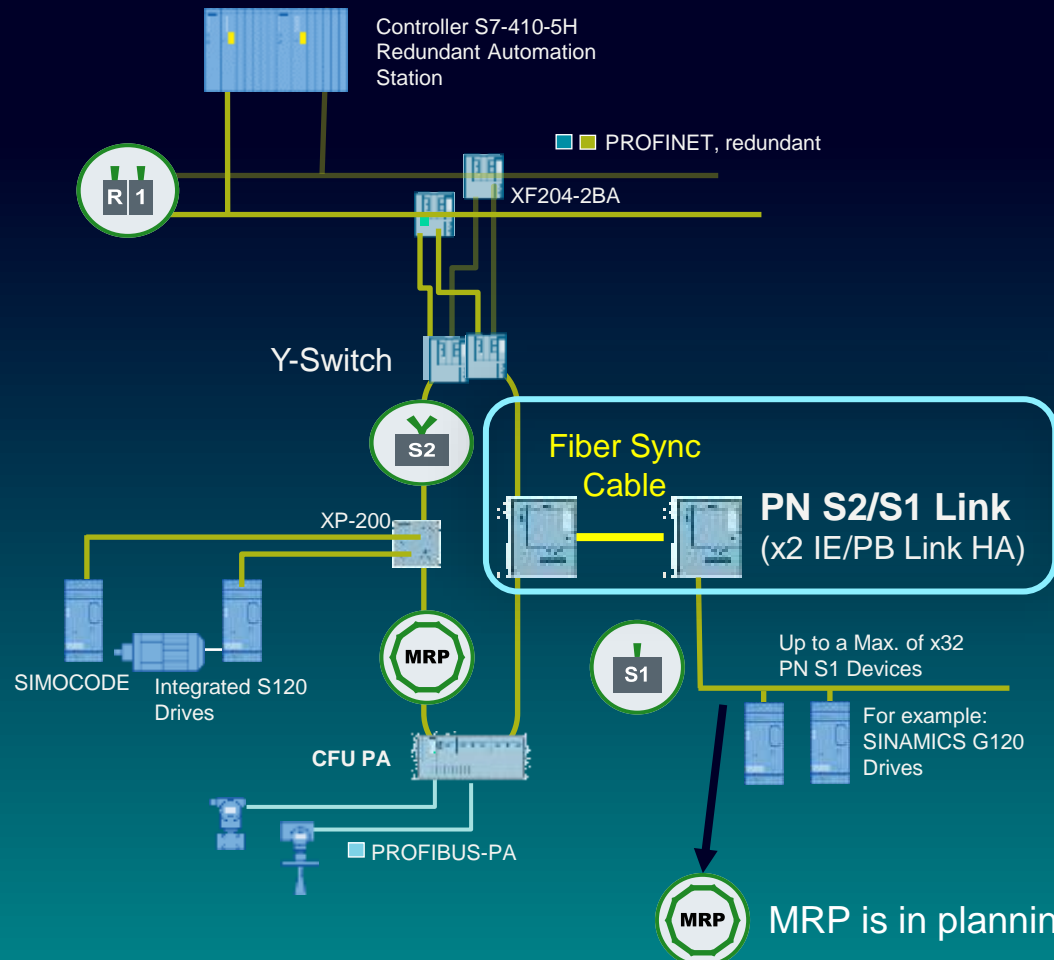 Controller S7-410-5H
Redundant Automation
Station
PROFINET, redundant
R 1
XF204-2BA
Y-Switch
S2
Fiber Sync
Cable
PN S2/S1 Link
(x2 IE/PB Link HA)
XP-200
MRP
S1
Up to a Max. of x32
PN S1 Devices
SIMOCODE
Integrated S120
Drives
For example:
SINAMICS G120
Drives
CFU PA
PROFIBUS-PA
MRP
MRP is in plannin